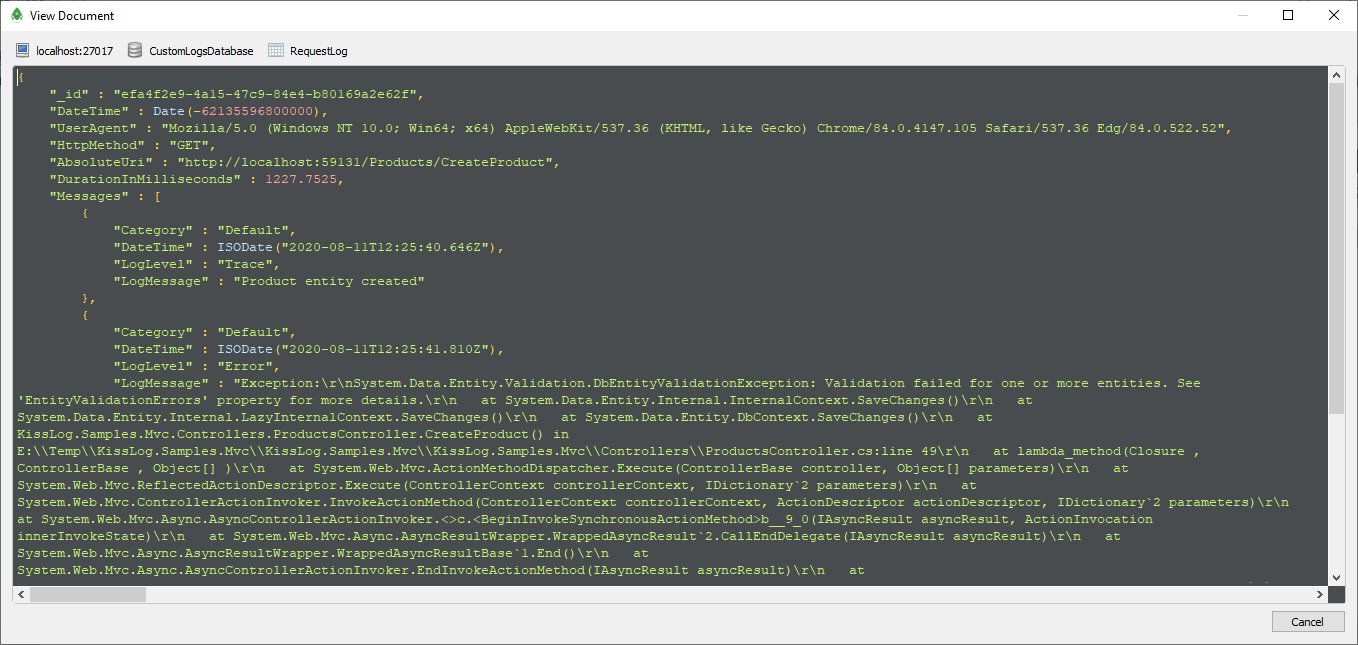 View Document
localhost:27017 CustomLogsDatabase RequestLog
{
"_id" : "efa4f2e9-4a15-47c9-84e4-b80169a2e62f",
"DateTime" : Date(-62135596800000),
"UserAgent" : "Mozilla/5.0 (Windows NT 10.0; Win64; x64) AppleWebKit/537.36 (KHTML, like Gecko) Chrome/84.0.4147.105 Safari/537.36 Edg/84.0.522.52",
"HttpMethod" : "GET",
"AbsoluteUri" : "http://localhost:59131/Products/CreateProduct",
"DurationInMilliseconds" : 1227.7525,
"Messages" : [
{
"Category" : "Default",
"DateTime" : ISODate("2020-08-11T12:25:40.646Z"),
"LogLevel" : "Trace",
"LogMessage" : "Product entity created"
},
{
"Category" : "Default",
"DateTime" : ISODate("2020-08-11T12:25:41.810Z"),
"LogLevel" : "Error",
"LogMessage" : "Exception:\r\nSystem.Data.Entity.Validation.DbEntityValidationException: Validation failed for one or more entities. See
'EntityValidationErrors' property for more details.\r\n   at System.Data.Entity.Internal.InternalContext.SaveChanges()\r\n   at
System.Data.Entity.Internal.LazyInternalContext.SaveChanges()\r\n   at System.Data.Entity.DbContext.SaveChanges()\r\n   at
KissLog.Samples.Mvc.Controllers.ProductsController.CreateProduct() in
E:\\Temp\\KissLog.Samples.Mvc\\KissLog.Samples.Mvc\\KissLog.Samples.Mvc\\Controllers\\ProductsController.cs:line 49\r\n   at lambda_method(Closure ,
ControllerBase , Object[] )\r\n   at System.Web.Mvc.ActionMethodDispatcher.Execute(ControllerBase controller, Object[] parameters)\r\n   at
System.Web.Mvc.ReflectedActionDescriptor.Execute(ControllerContext controllerContext, IDictionary`2 parameters)\r\n   at
System.Web.Mvc.ControllerActionInvoker.InvokeActionMethod(ControllerContext controllerContext, ActionDescriptor actionDescriptor, IDictionary`2 parameters)\r\n
at System.Web.Mvc.Async.AsyncControllerActionInvoker.<>c.<BeginInvokeSynchronousActionMethod>b__9_0(IAsyncResult asyncResult, ActionInvocation
innerInvokeState)\r\n   at System.Web.Mvc.Async.AsyncResultWrapper.WrappedAsyncResult`2.CallEndDelegate(IAsyncResult asyncResult)\r\n   at
System.Web.Mvc.Async.AsyncResultWrapper.WrappedAsyncResultBase`1.End()\r\n   at
System.Web.Mvc.Async.AsyncControllerActionInvoker.EndInvokeActionMethod(IAsyncResult asyncResult)\r\n   at
Cancel